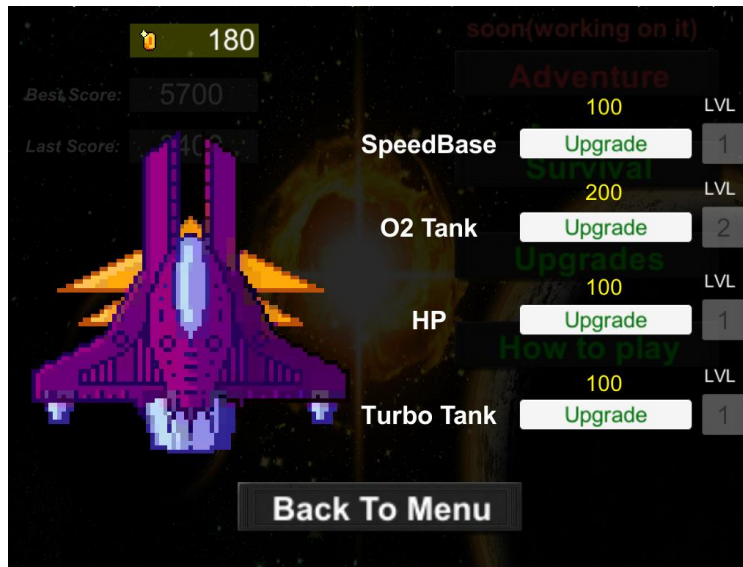 180
soon(working on it)
Adventure
Best Score: 5700
Last Score:
100 LVL
SpeedBase Upgrade 1
Survival
200 LVL
O2 Tank Upgrade 2
Upgrades
100 LVL
HP Upgrade 1
How to play
100 LVL
Turbo Tank Upgrade 1
Back To Menu